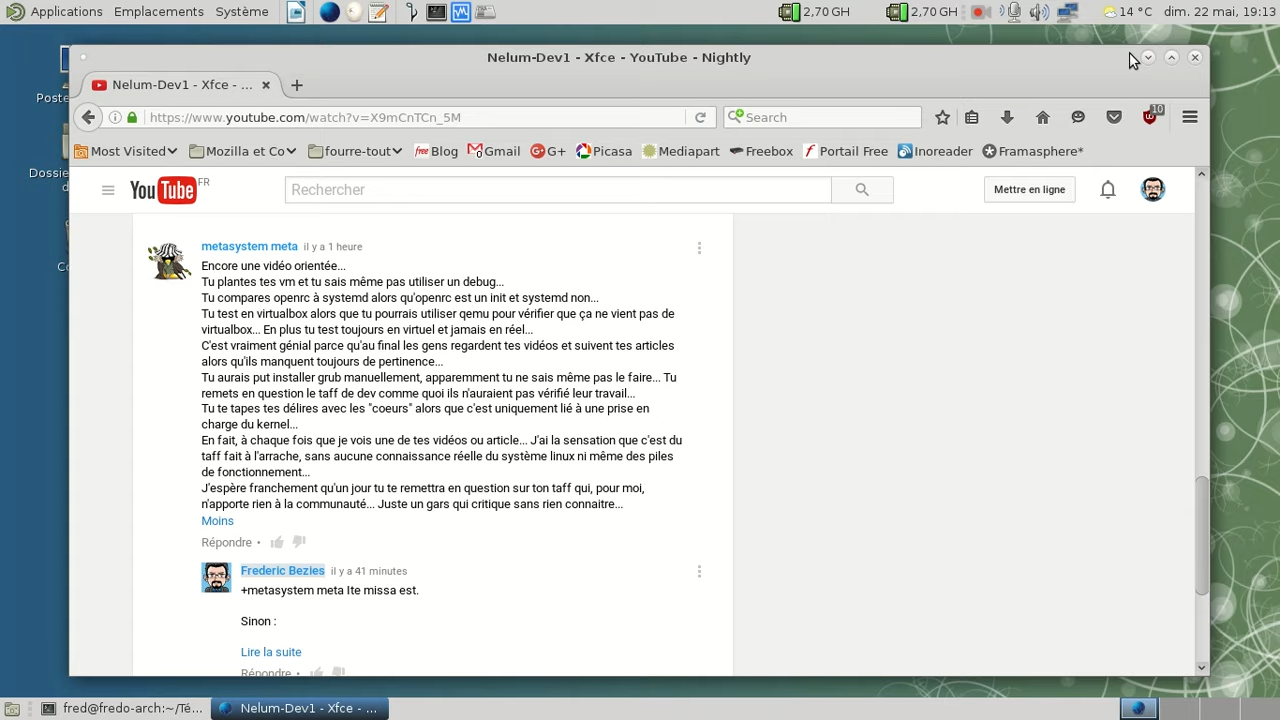 Applications Emplacements Système 2,70 GH 2,70 GH 14 °C dim. 22 mai, 19:13
Nelum-Dev1 - Xfce - YouTube - Nightly
Nelum-Dev1 - Xfce - ...
https://www.youtube.com/watch?v=X9mCnTCn_5M Search 10
Most Visited Mozilla et Co fourre-tout Blog Gmail G+ Picasa Mediapart Freebox Portail Free Inoreader Framasphere*
YouTube FR Rechercher Mettre en ligne
metasystem meta il y a 1 heure
Encore une vidéo orientée...
Tu plantes tes vm et tu sais même pas utiliser un debug...
Tu compares openrc à systemd alors qu'openrc est un init et systemd non...
Tu test en virtualbox alors que tu pourrais utiliser qemu pour vérifier que ça ne vient pas de
virtualbox... En plus tu test toujours en virtuel et jamais en réel...
C'est vraiment génial parce qu'au final les gens regardent tes vidéos et suivent tes articles
alors qu'ils manquent toujours de pertinence...
Tu aurais put installer grub manuellement, apparemment tu ne sais même pas le faire... Tu
remets en question le taff de dev comme quoi ils n'auraient pas vérifié leur travail...
Tu te tapes tes délires avec les "coeurs" alors que c'est uniquement lié à une prise en
charge du kernel...
En fait, à chaque fois que je vois une de tes vidéos ou article... J'ai la sensation que c'est du
taff fait à l'arrache, sans aucune connaissance réelle du système linux ni même des piles
de fonctionnement...
J'espère franchement qu'un jour tu te remettra en question sur ton taff qui, pour moi,
n'apporte rien à la communauté... Juste un gars qui critique sans rien connaitre...
Moins
Répondre •
Frederic Bezies il y a 41 minutes
+metasystem meta Ite missa est.
Sinon :
Lire la suite
Répondre •
fred@fredo-arch:~/Té... Nelum-Dev1 - Xfce - ...